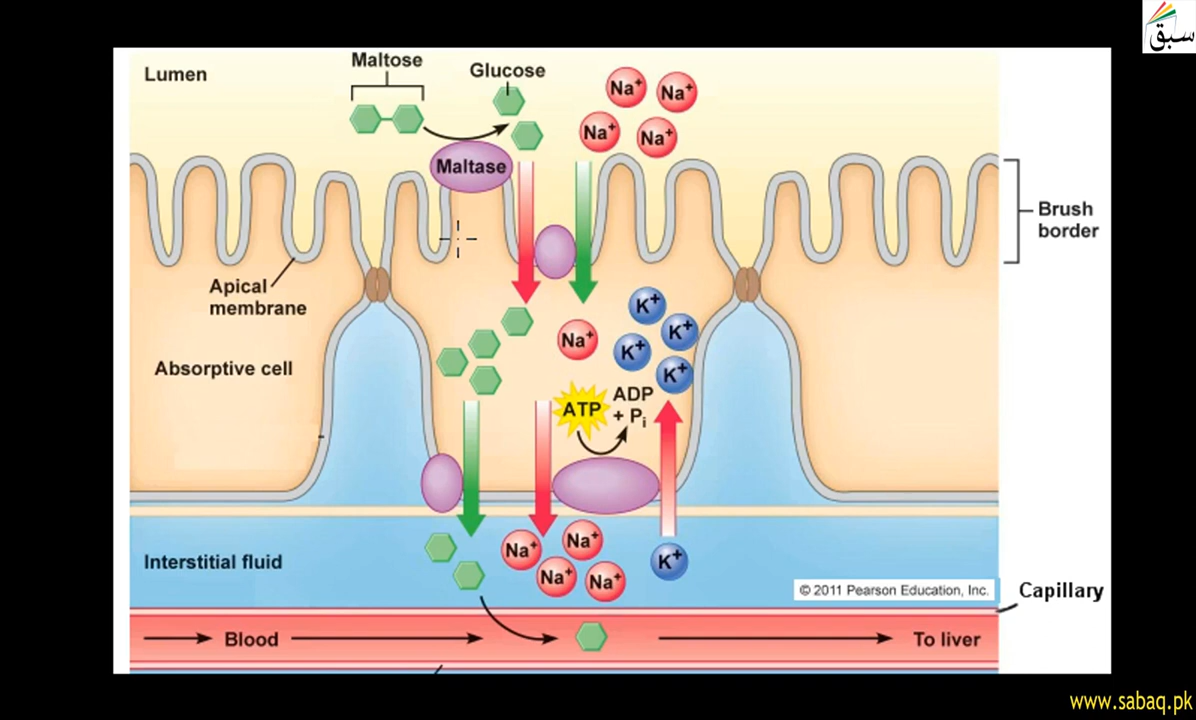 سبق
Lumen
Maltose
Glucose
Na⁺
Na⁺
Na⁺
Na⁺
Maltase
Brush
border
Apical
membrane
K⁺
K⁺
Na⁺
K⁺
K⁺
Absorptive cell
ATP
ADP
+ Pᵢ
Interstitial fluid
Na⁺
Na⁺
Na⁺
Na⁺
K⁺
© 2011 Pearson Education, Inc.
Capillary
Blood
To liver
www.sabaq.pk